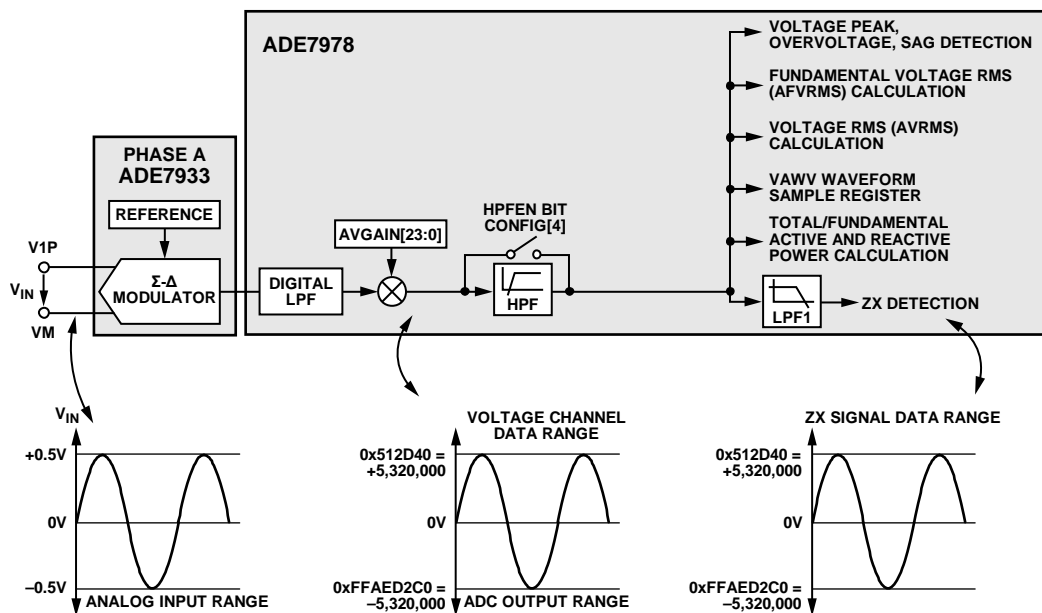 ADE7978
VOLTAGE PEAK,
OVERVOLTAGE, SAG DETECTION
FUNDAMENTAL VOLTAGE RMS
(AFVRMS) CALCULATION
VOLTAGE RMS (AVRMS)
CALCULATION
VAWV WAVEFORM
SAMPLE REGISTER
TOTAL/FUNDAMENTAL
ACTIVE AND REACTIVE
POWER CALCULATION
PHASE A
ADE7933
REFERENCE
V1P
VIN
VM
Σ-Δ
MODULATOR
DIGITAL
LPF
AVGAIN[23:0]
HPFEN BIT
CONFIG[4]
HPF
LPF1
ZX DETECTION
VIN
+0.5V
0V
–0.5V
ANALOG INPUT RANGE
VOLTAGE CHANNEL
DATA RANGE
0x512D40 =
+5,320,000
0V
0xFFAED2C0 =
–5,320,000
ADC OUTPUT RANGE
ZX SIGNAL DATA RANGE
0x512D40 =
+5,320,000
0V
0xFFAED2C0 =
–5,320,000